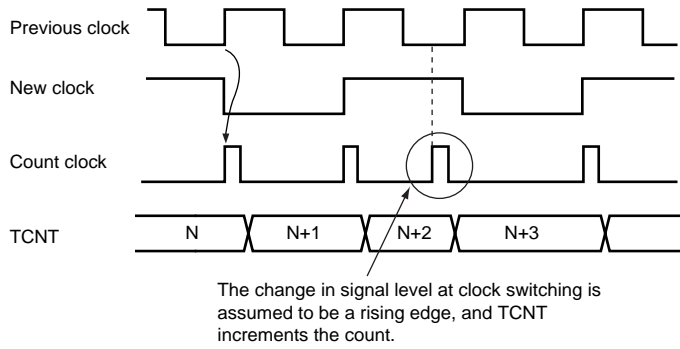 Previous clock
New clock
Count clock
TCNT
N
N+1
N+2
N+3
The change in signal level at clock switching is
assumed to be a rising edge, and TCNT
increments the count.